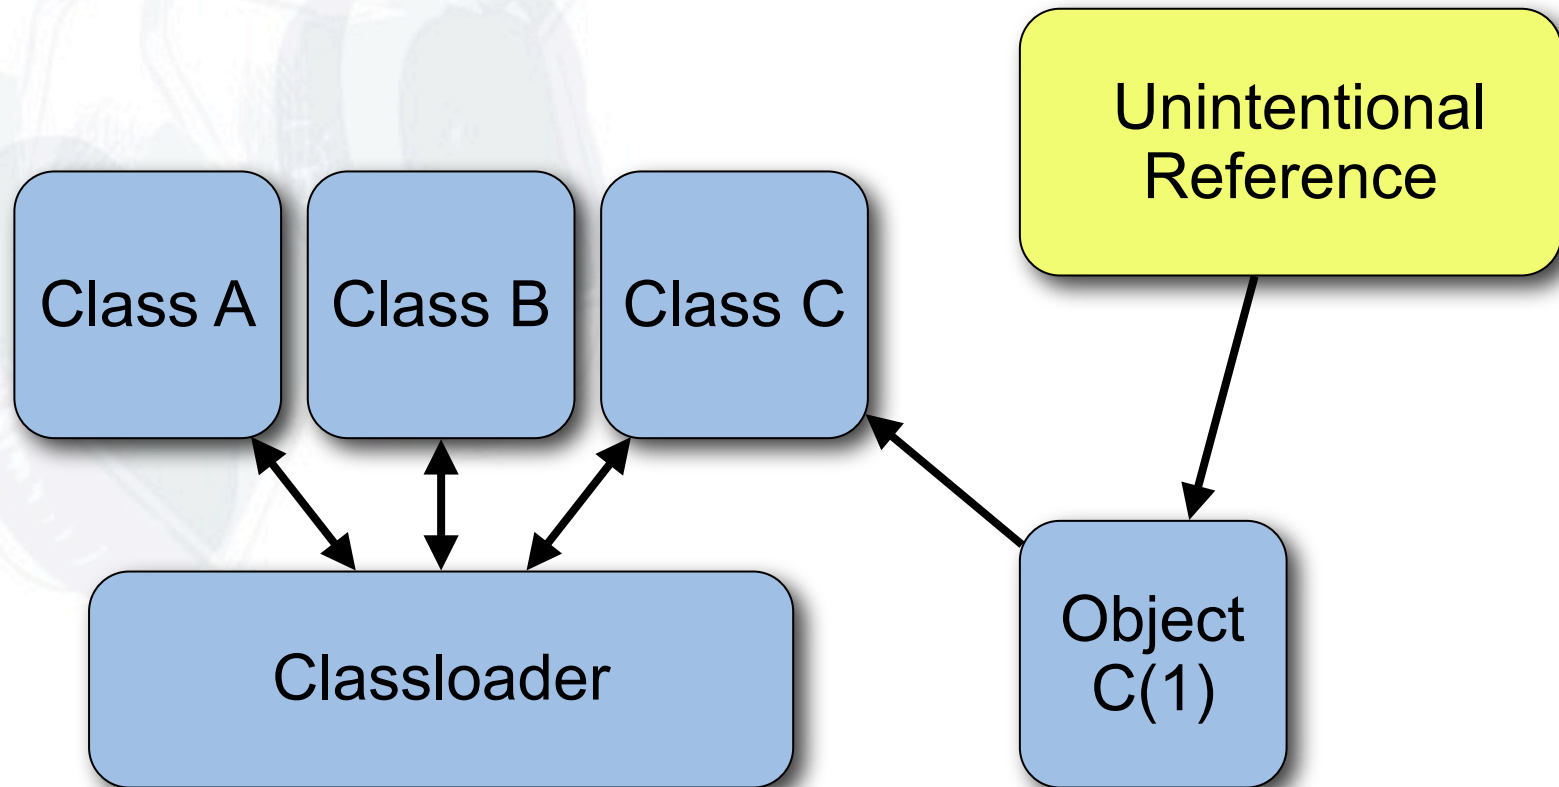 Unintentional
Reference
Class A
Class B
Class C
Classloader
Object
C(1)